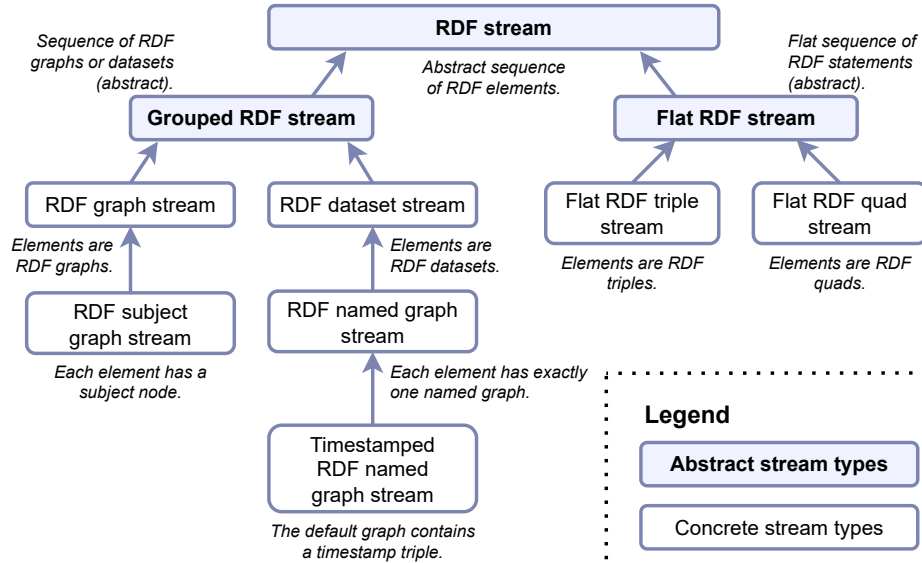 RDF stream
Sequence of RDF
graphs or datasets
(abstract).
Abstract sequence
of RDF elements.
Flat sequence of
RDF statements
(abstract).
Grouped RDF stream
Flat RDF stream
RDF graph stream
RDF dataset stream
Flat RDF triple
stream
Flat RDF quad
stream
Elements are
RDF graphs.
Elements are
RDF datasets.
Elements are RDF
triples.
Elements are RDF
quads.
RDF subject
graph stream
RDF named graph
stream
Each element has a
subject node.
Each element has exactly
one named graph.
Timestamped
RDF named
graph stream
The default graph contains
a timestamp triple.
Legend
Abstract stream types
Concrete stream types